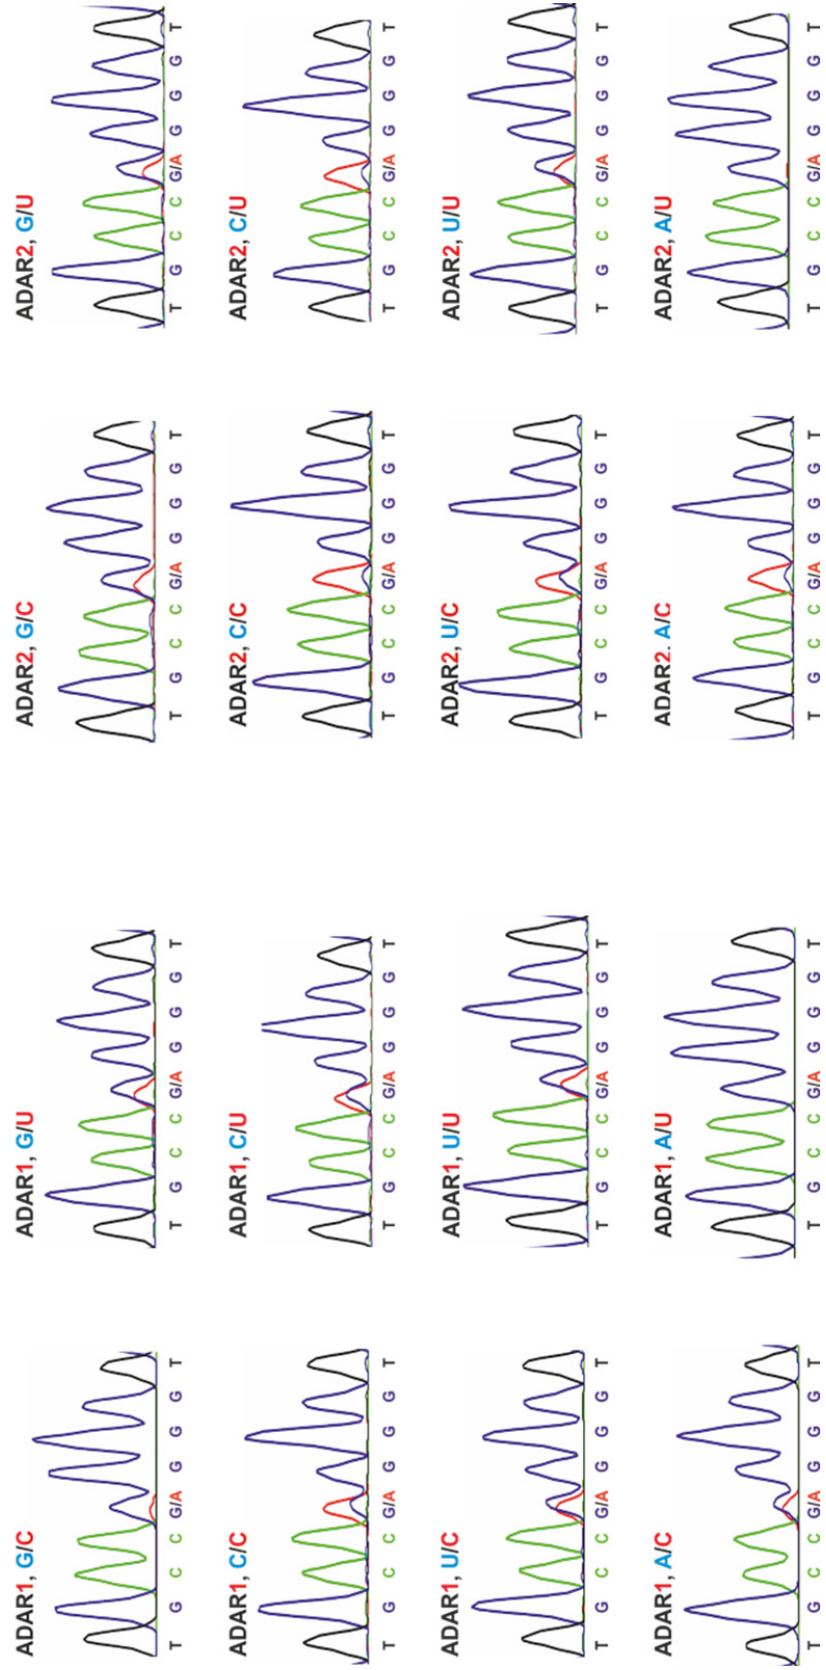 ADAR1, G/C
T G C C G/A G G G T
ADAR1, G/U
T G C C G/A G G G T
ADAR2, G/C
T G C C G/A G G G T
ADAR2, G/U
T G C C G/A G G G T
ADAR1, C/C
T G C C G/A G G G T
ADAR1, C/U
T G C C G/A G G G T
ADAR2, C/C
T G C C G/A G G G T
ADAR2, C/U
T G C C G/A G G G T
ADAR1, U/C
T G C C G/A G G G T
ADAR1, U/U
T G C C G/A G G G T
ADAR2, U/C
T G C C G/A G G G T
ADAR2, U/U
T G C C G/A G G G T
ADAR1, A/C
T G C C G/A G G G T
ADAR1, A/U
T G C C G/A G G G T
ADAR2. A/C
T G C C G/A G G G T
ADAR2, A/U
T G C C G/A G G G T